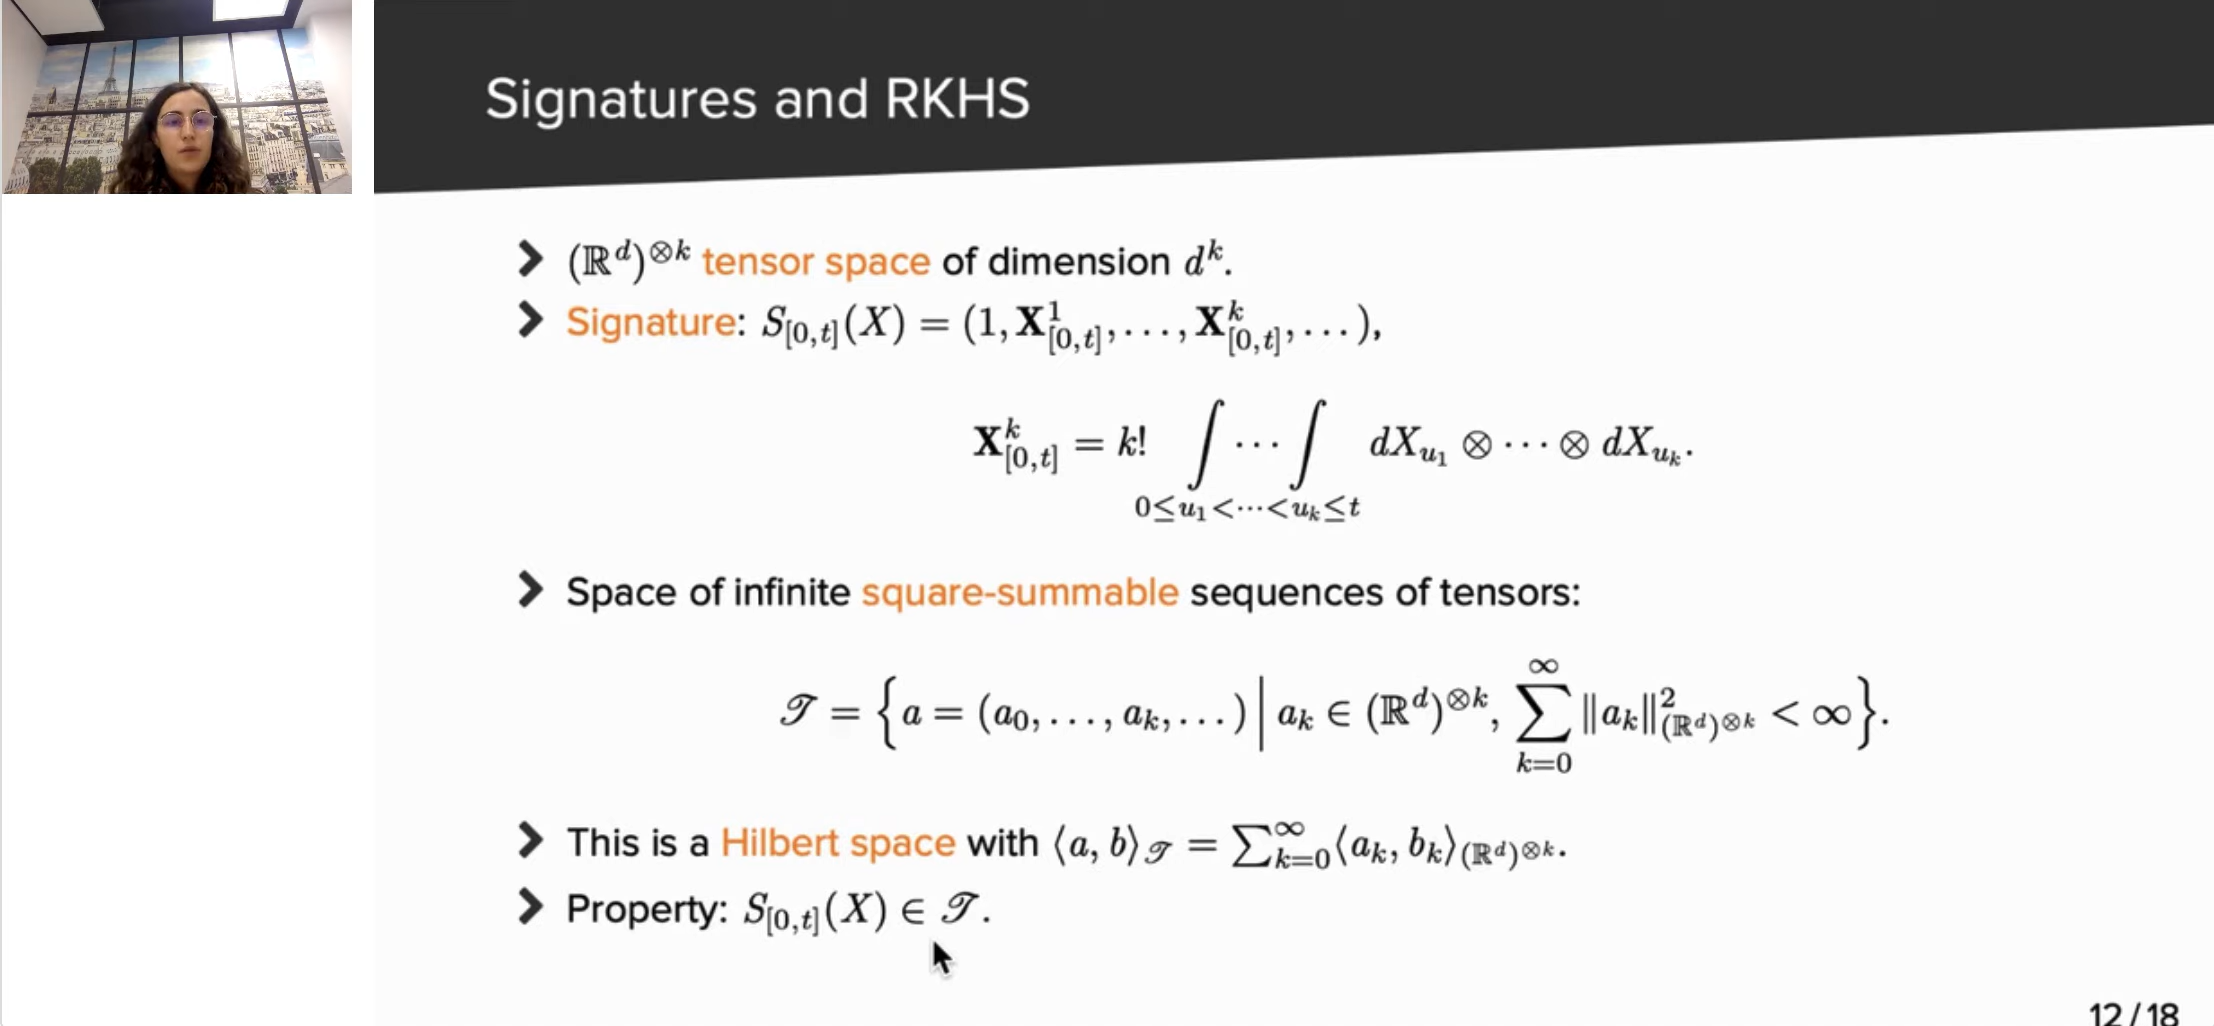 Signatures and RKHS
(ℝ^d)^{⊗k} tensor space of dimension d^k.
Signature: S_{[0,t]}(X) = (1, 𝐗^1_{[0,t]}, . . . , 𝐗^k_{[0,t]}, . . . ),
𝐗^k_{[0,t]} = k! ∫ ··· ∫_{0≤u_1<···<u_k≤t} dX_{u_1} ⊗ ··· ⊗ dX_{u_k}.
Space of infinite square-summable sequences of tensors:
𝒯 = {a = (a_0, . . . , a_k, . . . ) | a_k ∈ (ℝ^d)^{⊗k}, ∑_{k=0}^{∞} ‖a_k‖^2_{(ℝ^d)^{⊗k}} < ∞}.
This is a Hilbert space with ⟨a, b⟩_𝒯 = ∑_{k=0}^{∞} ⟨a_k, b_k⟩_{(ℝ^d)^{⊗k}}.
Property: S_{[0,t]}(X) ∈ 𝒯.
12 / 18